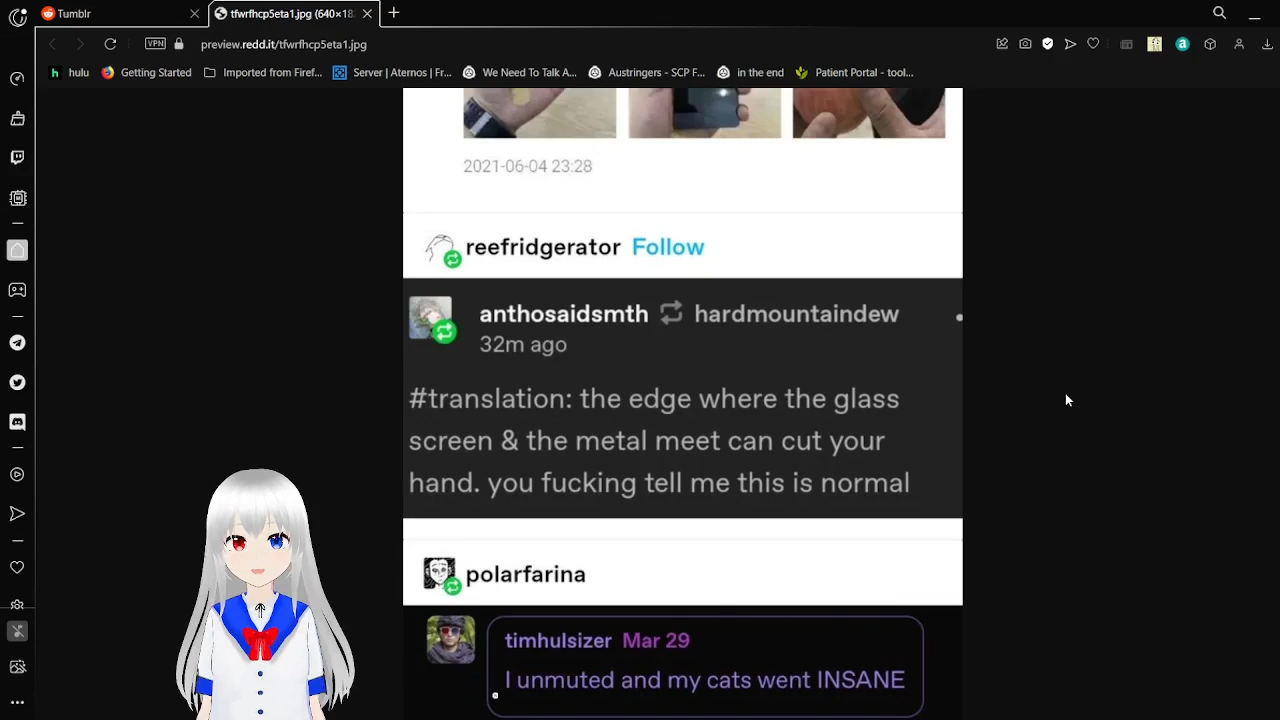 Tumblr
tfwrfhcp5eta1.jpg (640×18
VPN
preview.redd.it/tfwrfhcp5eta1.jpg
hulu
Getting Started
Imported from Firef...
Server | Aternos | Fr...
We Need To Talk A...
Austringers - SCP F...
in the end
Patient Portal - tool...
2021-06-04 23:28
reefridgerator Follow
anthosaidsmth hardmountaindew
32m ago
#translation: the edge where the glass
screen & the metal meet can cut your
hand. you fucking tell me this is normal
polarfarina
timhulsizer Mar 29
I unmuted and my cats went INSANE